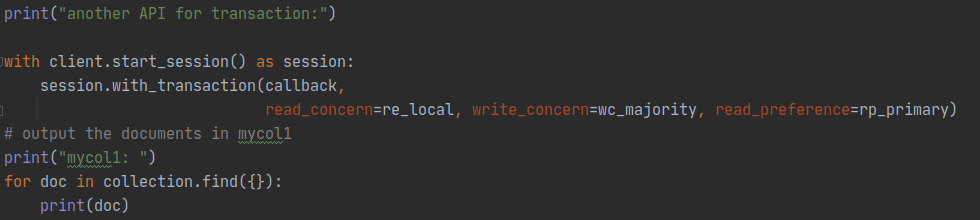 print("another API for transaction:")
with client.start_session() as session:
    session.with_transaction(callback,
                             read_concern=re_local, write_concern=wc_majority, read_preference=rp_primary)
# output the documents in mycol1
print("mycol1: ")
for doc in collection.find({}):
    print(doc)